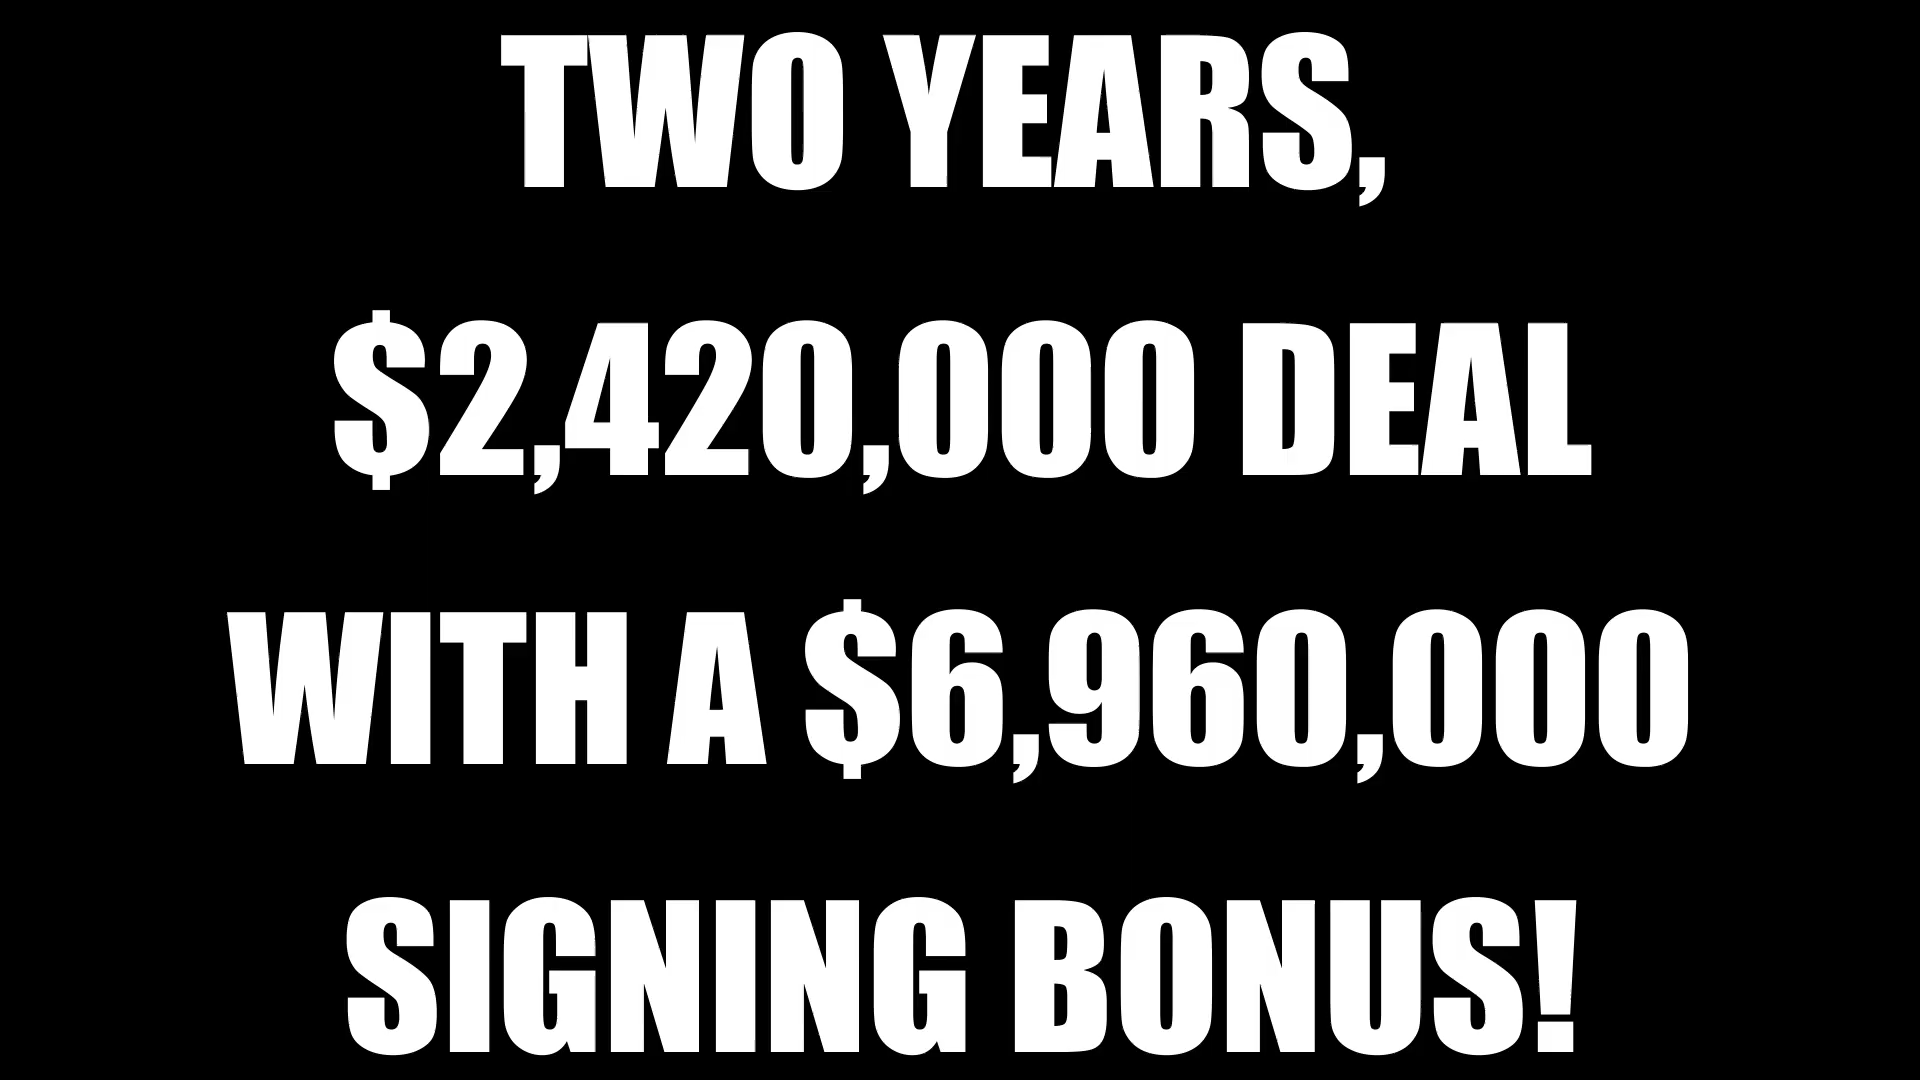 TWO YEARS,
$2,420,000 DEAL
WITH A $6,960,000
SIGNING BONUS!